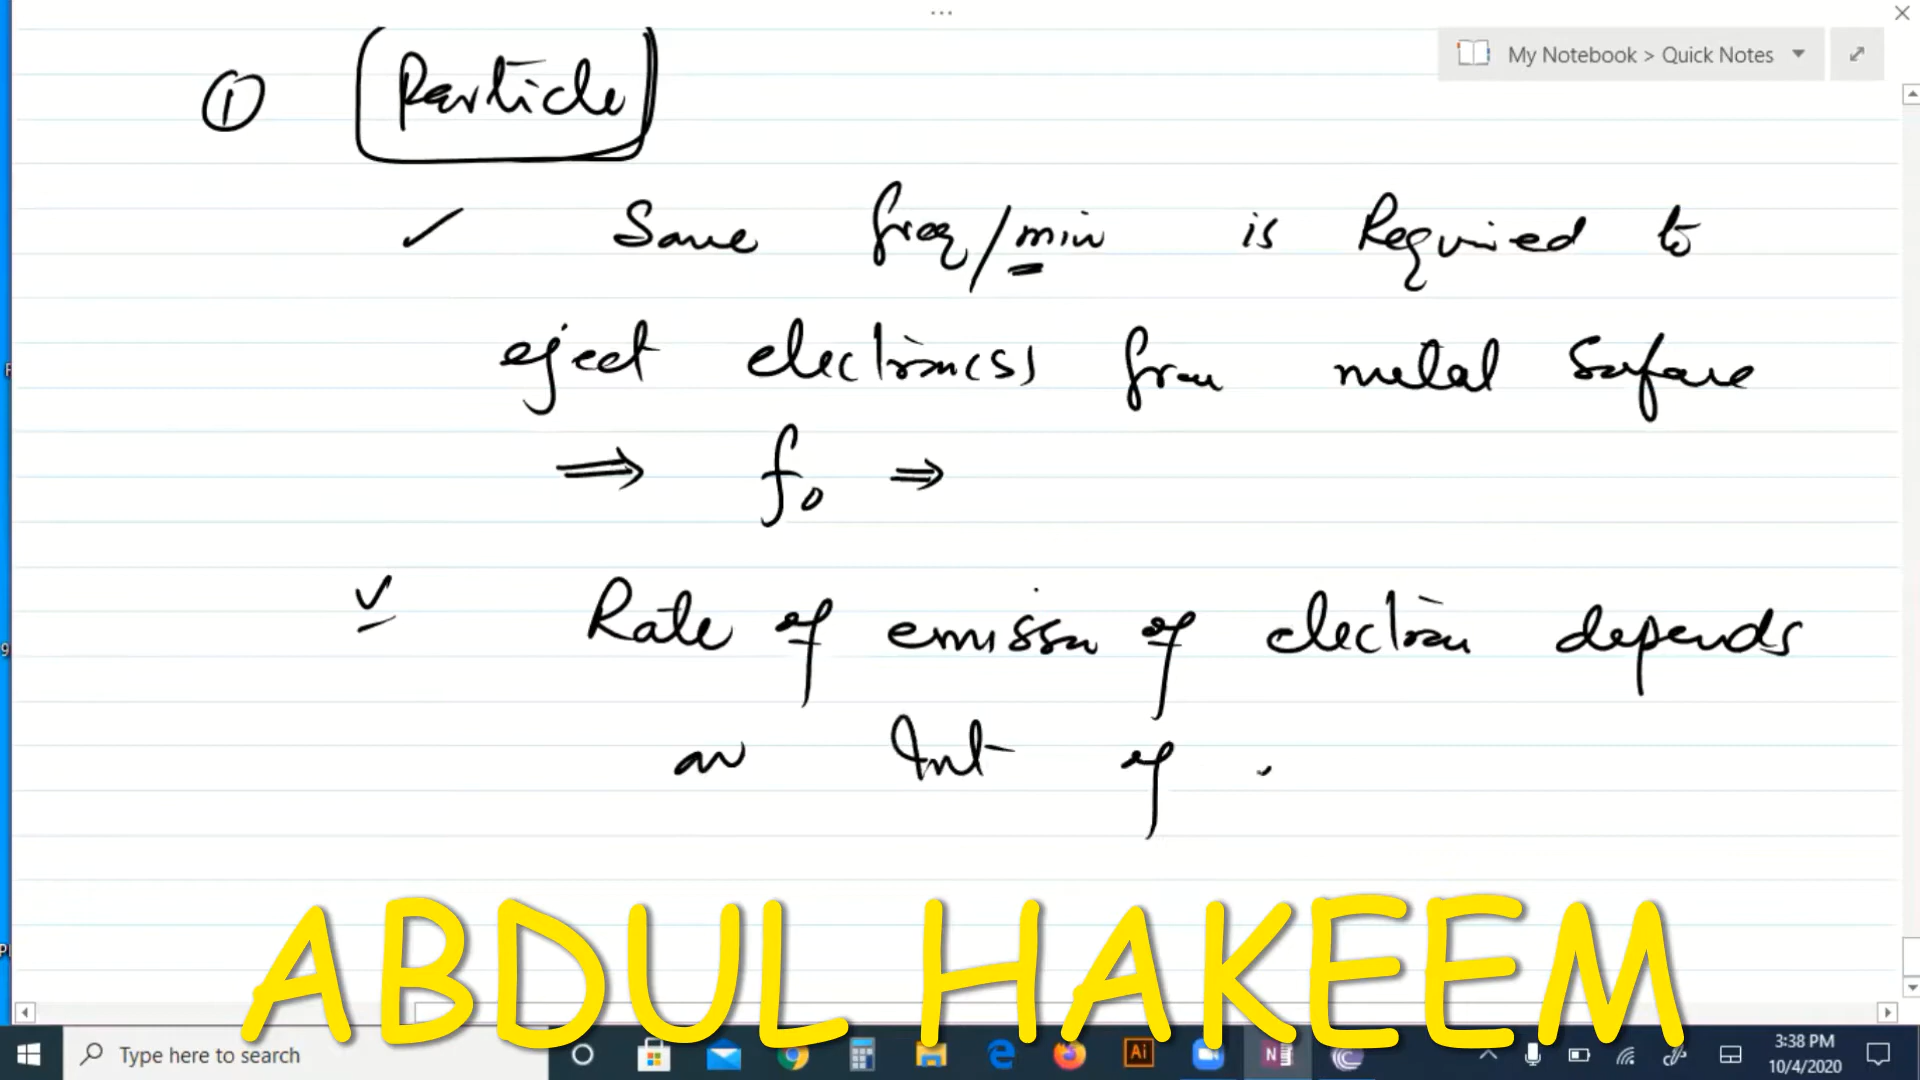 ...
My Notebook > Quick Notes
① Particle
✓ Same freq/min is Required to
eject electron(s) from metal Surface
⇒ f₀ ⇒
✓ Rate of emission of electron depends
on Int of
ABDUL HAKEEM
Type here to search
Ai
N
3:38 PM
10/4/2020